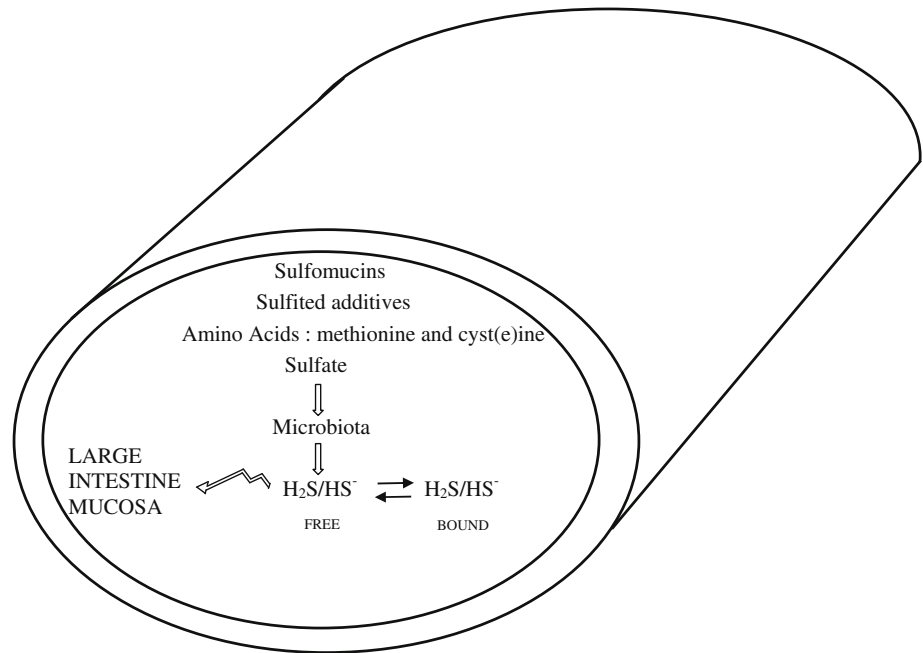 Sulfomucins
Sulfited additives
Amino Acids : methionine and cyst(e)ine
Sulfate
Microbiota
LARGE
INTESTINE
MUCOSA
H₂S/HS⁻
FREE
H₂S/HS⁻
BOUND